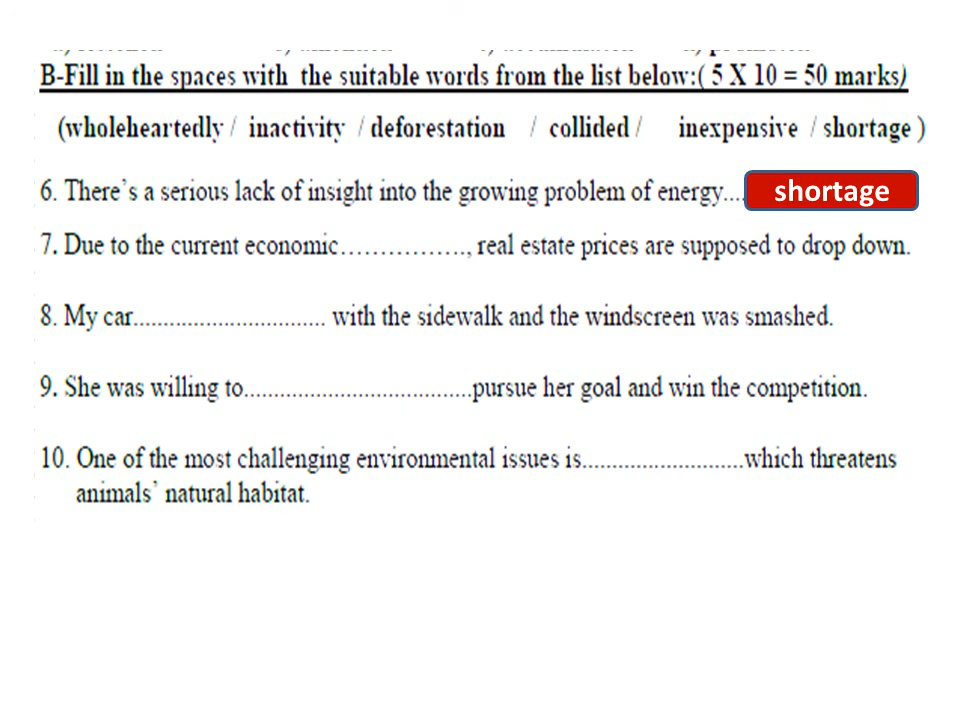 B-Fill in the spaces with the suitable words from the list below:( 5 X 10 = 50 marks)
(wholeheartedly / inactivity / deforestation / collided / inexpensive / shortage )
6. There's a serious lack of insight into the growing problem of energy.... shortage
7. Due to the current economic................., real estate prices are supposed to drop down.
8. My car................................ with the sidewalk and the windscreen was smashed.
9. She was willing to......................................pursue her goal and win the competition.
10. One of the most challenging environmental issues is...........................which threatens
animals' natural habitat.